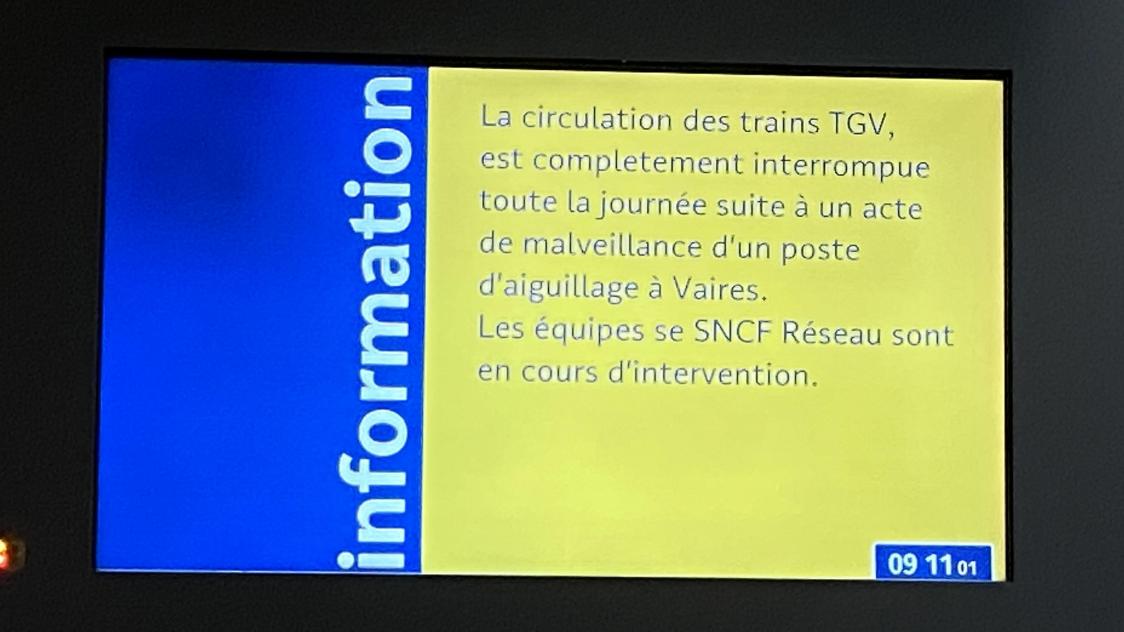 information
La circulation des trains TGV,
est completement interrompue
toute la journée suite à un acte
de malveillance d'un poste
d'aiguillage à Vaires.
Les équipes se SNCF Réseau sont
en cours d'intervention.
09 11 01